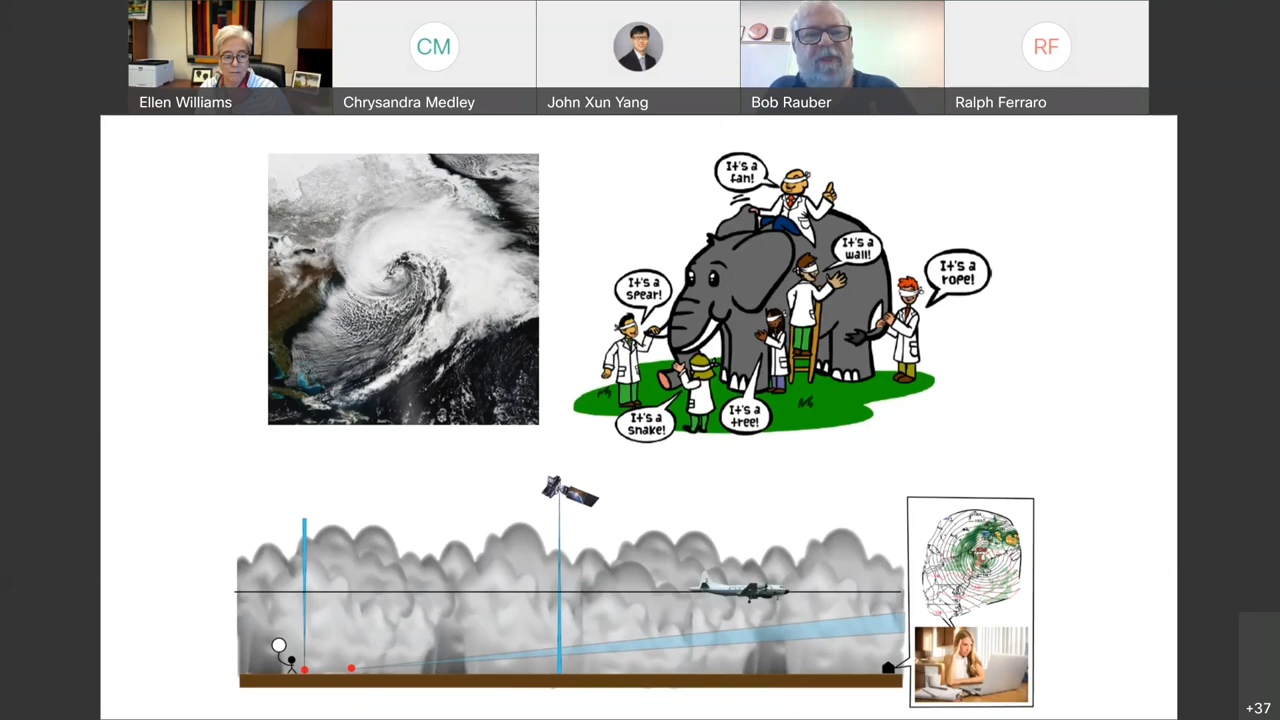 Ellen Williams
CM
Chrysandra Medley
John Xun Yang
Bob Rauber
RF
Ralph Ferraro
It's a
fan!
It's a
wall!
It's a
rope!
It's a
spear!
It's a
snake!
It's a
tree!
+37